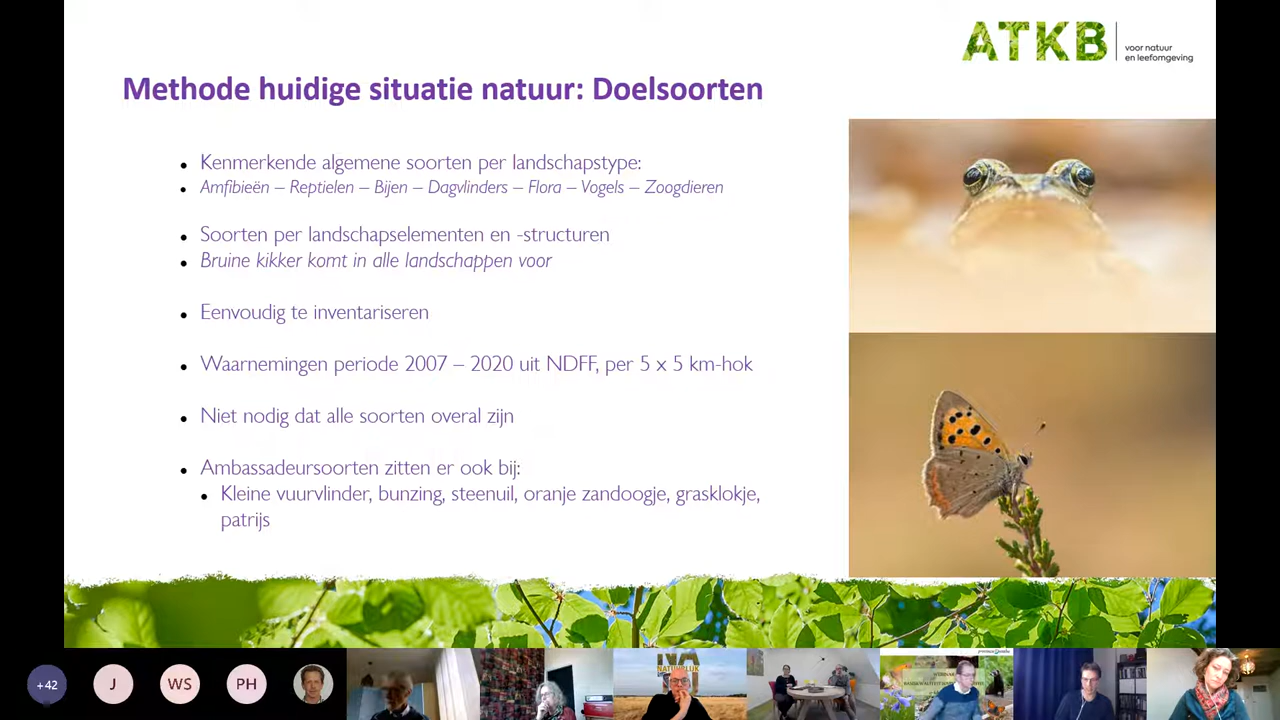 ATKB
voor natuur
en leefomgeving
Methode huidige situatie natuur: Doelsoorten
Kenmerkende algemene soorten per landschapstype:
Amfibieën – Reptielen – Bijen – Dagvlinders – Flora – Vogels – Zoogdieren
Soorten per landschapselementen en -structuren
Bruine kikker komt in alle landschappen voor
Eenvoudig te inventariseren
Waarnemingen periode 2007 – 2020 uit NDFF, per 5 x 5 km-hok
Niet nodig dat alle soorten overal zijn
Ambassadeursoorten zitten er ook bij:
Kleine vuurvlinder, bunzing, steenuil, oranje zandoogje, grasklokje,
patrijs
+42
J
WS
PH
WEBINAR